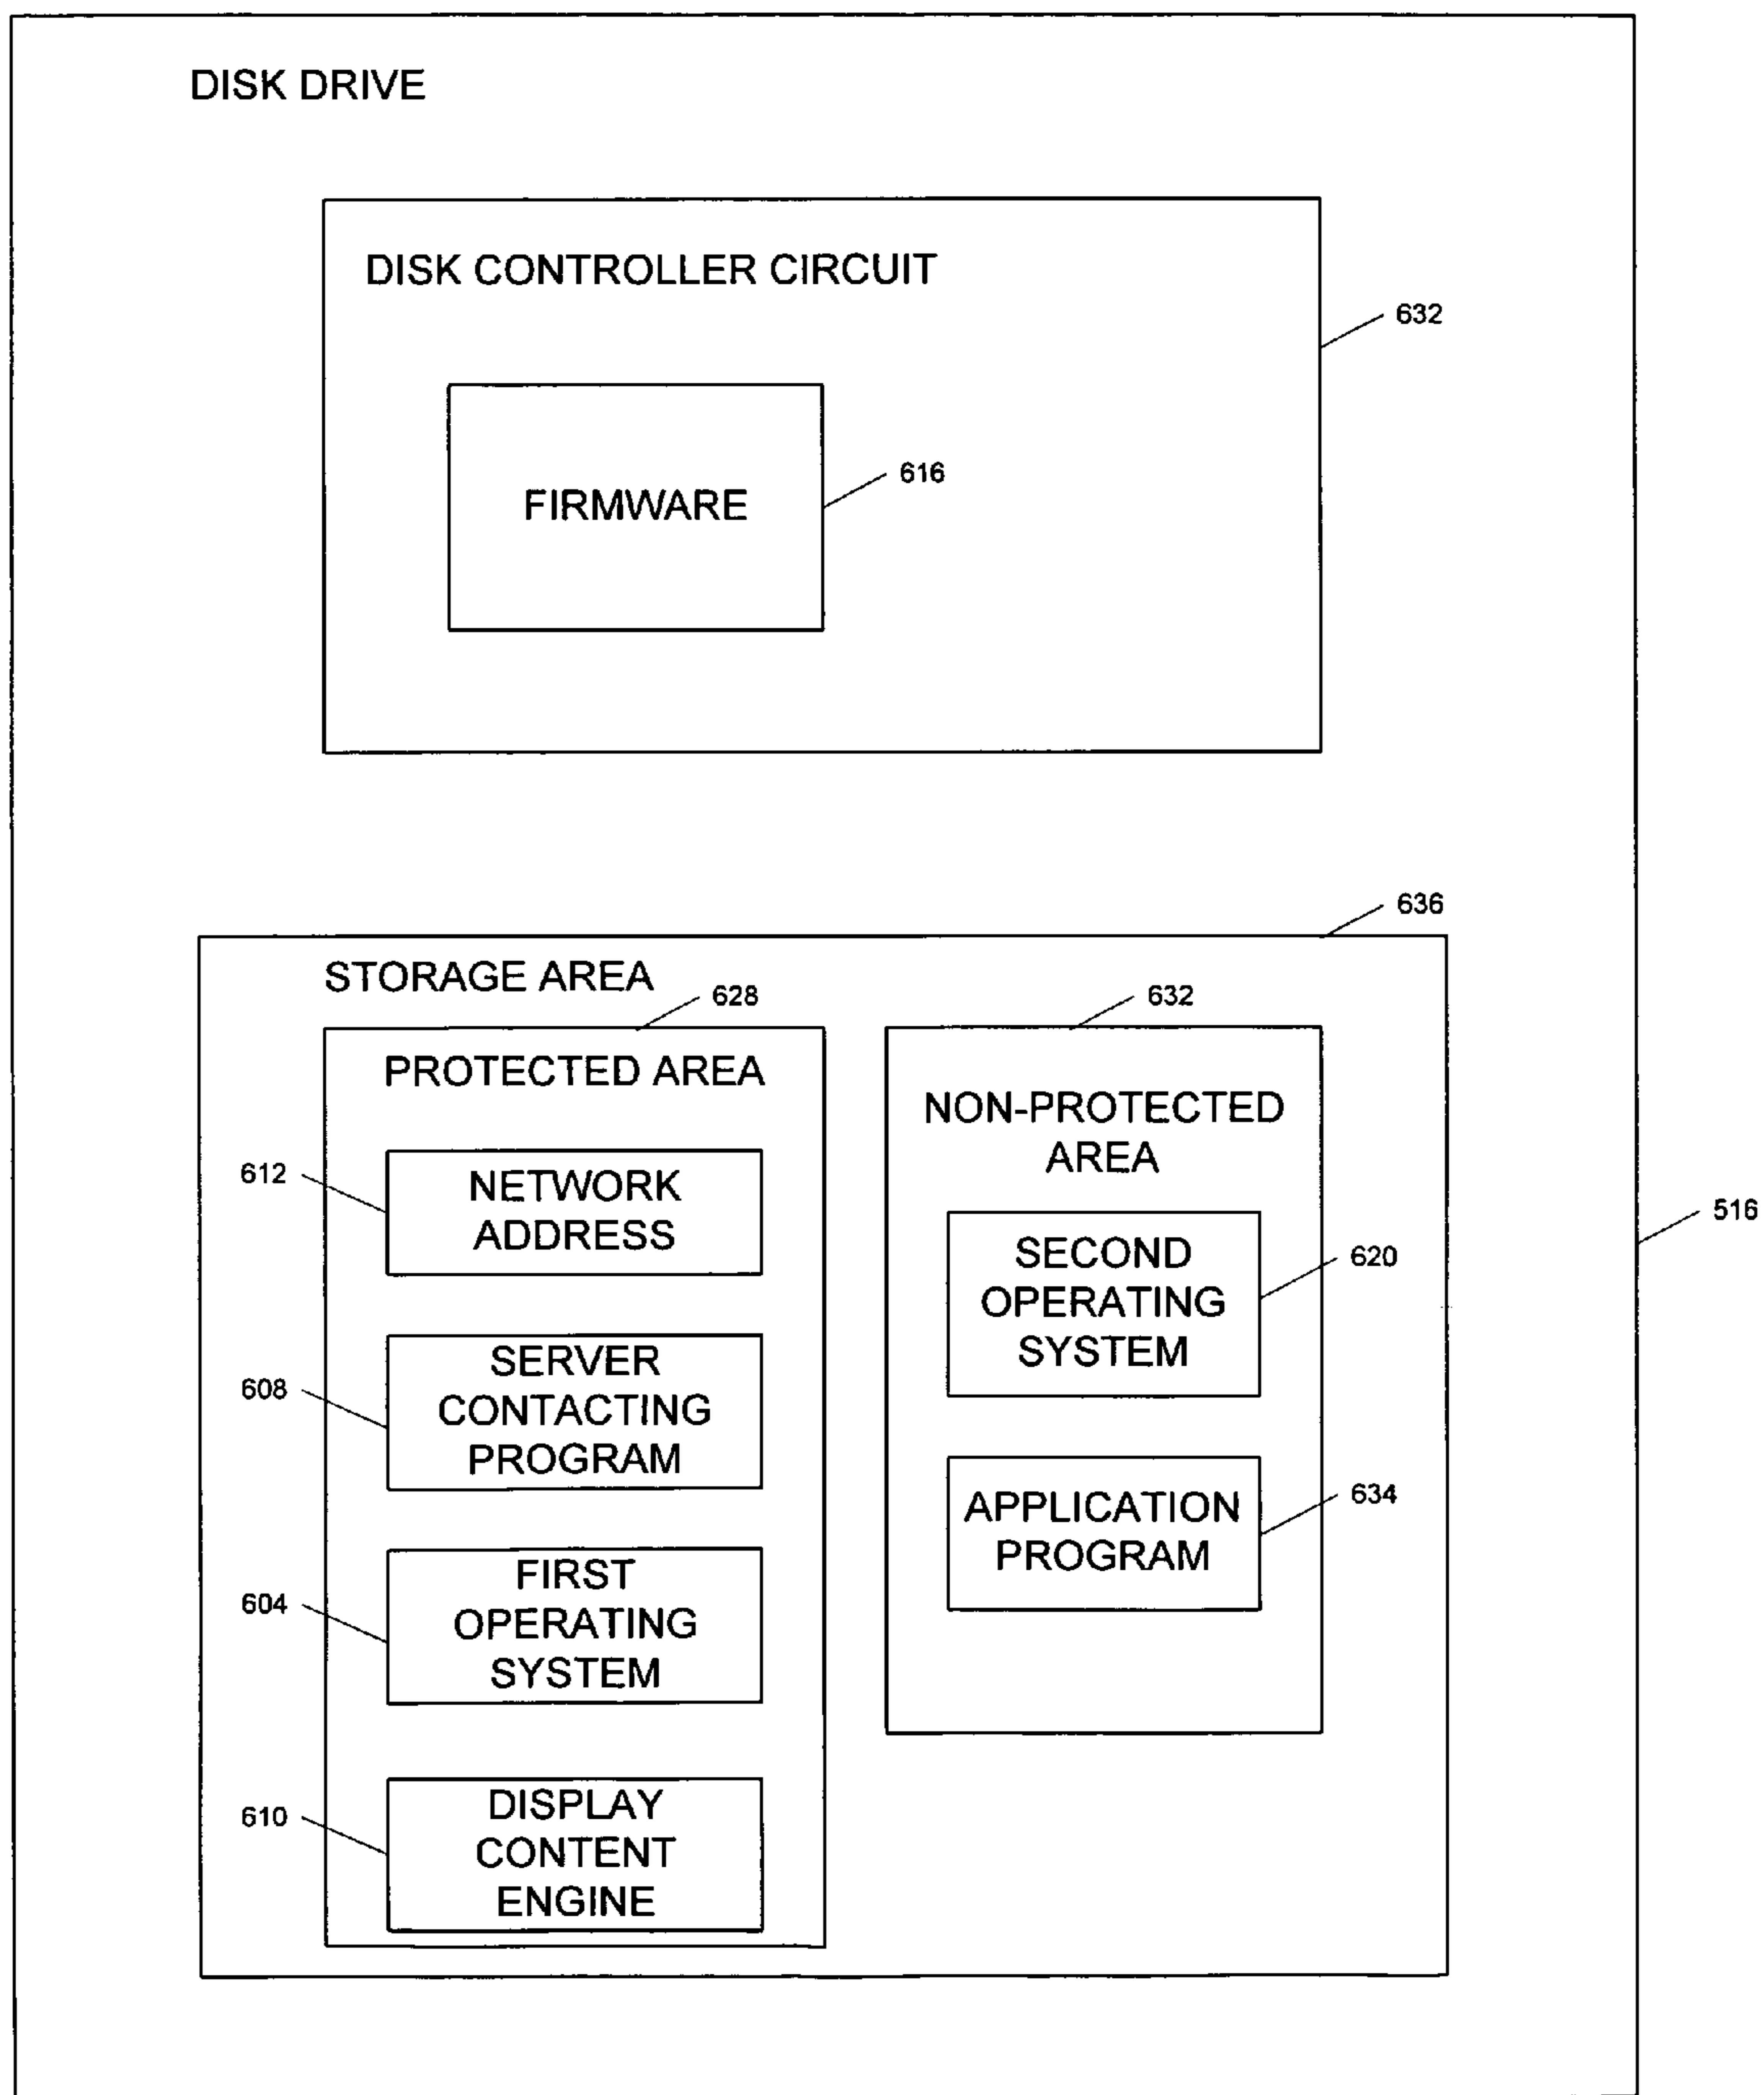 DISK DRIVE
DISK CONTROLLER CIRCUIT
632
FIRMWARE
616
636
STORAGE AREA
628
632
PROTECTED AREA
NON-PROTECTED
AREA
612
NETWORK
ADDRESS
516
SECOND
OPERATING
SYSTEM
620
608
SERVER
CONTACTING
PROGRAM
APPLICATION
PROGRAM
634
604
FIRST
OPERATING
SYSTEM
610
DISPLAY
CONTENT
ENGINE